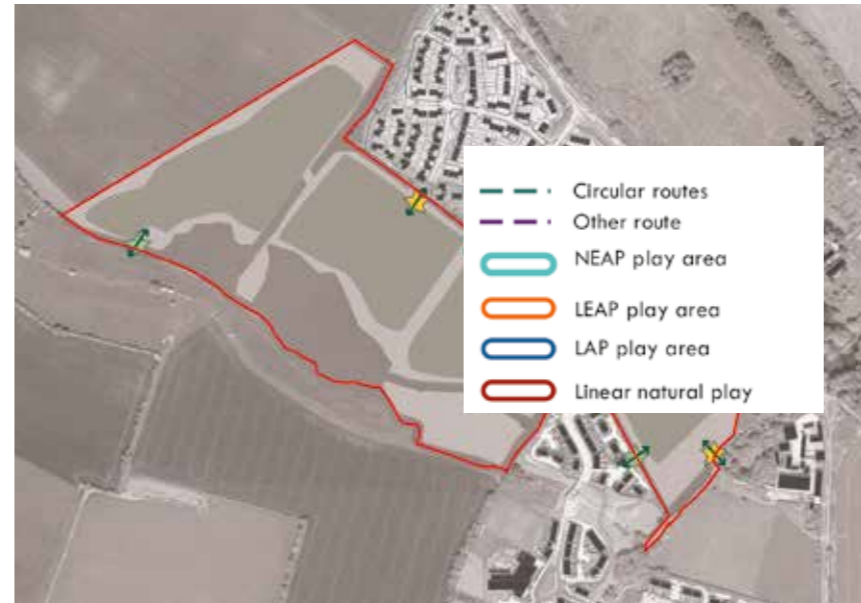 Circular routes
Other route
NEAP play area
LEAP play area
LAP play area
Linear natural play